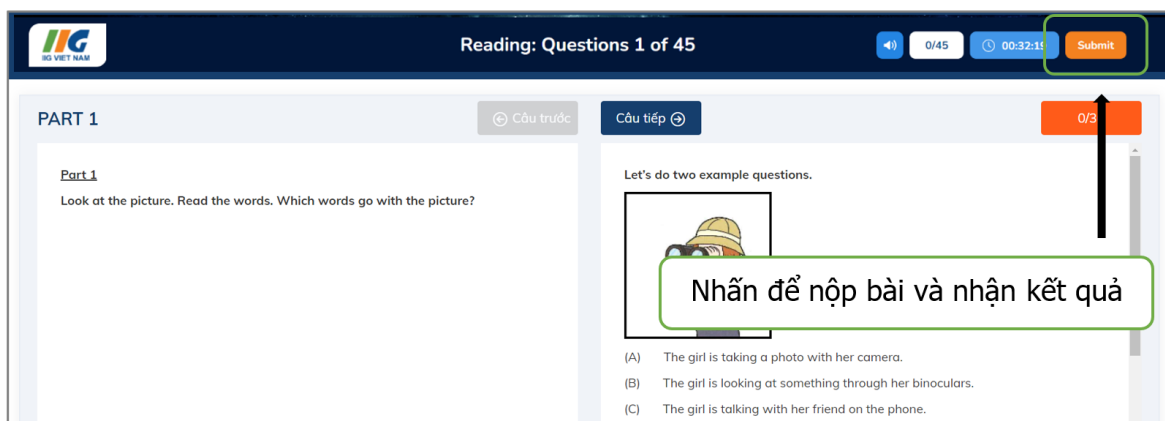 IIG
IIG VIET NAM
Reading: Questions 1 of 45
0/45
00:32:19
Submit
PART 1
Câu trước
Câu tiếp
0/3
Part 1
Look at the picture. Read the words. Which words go with the picture?
Let's do two example questions.
Nhấn để nộp bài và nhận kết quả
(A) The girl is taking a photo with her camera.
(B) The girl is looking at something through her binoculars.
(C) The girl is talking with her friend on the phone.